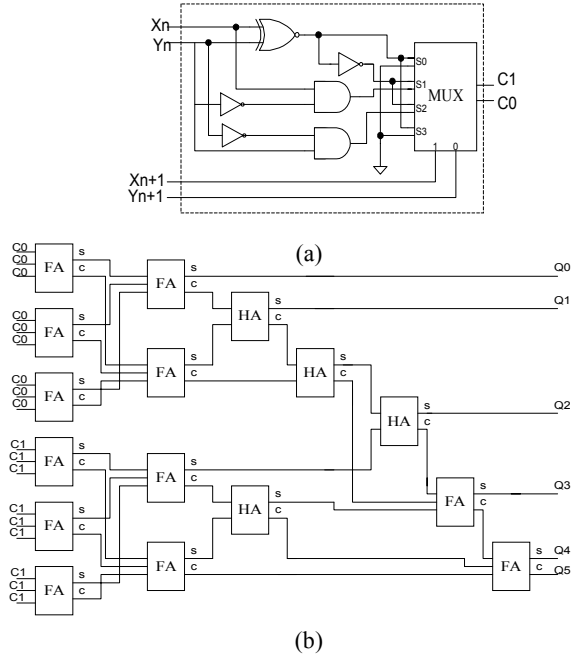 Xn
Yn
S0
S1
S2
S3
MUX
1 0
C1
C0
Xn+1
Yn+1
(a)
C0
C0
C0
FA
s
c
FA
s
c
Q0
C0
C0
C0
FA
s
c
HA
s
c
Q1
FA
s
c
HA
s
c
C0
C0
C0
FA
s
c
HA
s
c
Q2
C1
C1
C1
FA
s
c
FA
s
c
FA
s
c
Q3
C1
C1
C1
FA
s
c
HA
s
c
FA
s
c
FA
s
c
Q4
Q5
C1
C1
C1
FA
s
c
(b)